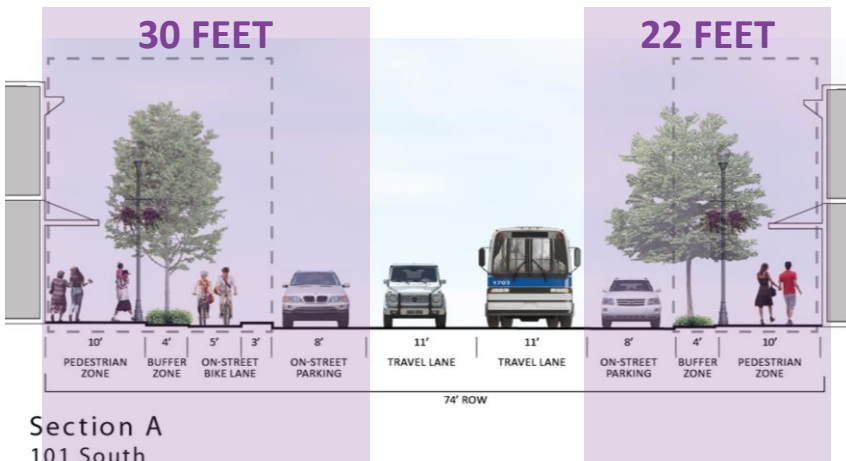 30 FEET
22 FEET
1701
10' 4' 5' 3' 8' 11' 11' 8' 4' 10'
PEDESTRIAN ZONE
BUFFER ZONE
ON-STREET BIKE LANE
ON-STREET PARKING
TRAVEL LANE
TRAVEL LANE
ON-STREET PARKING
BUFFER ZONE
PEDESTRIAN ZONE
74' ROW
Section A
101 South